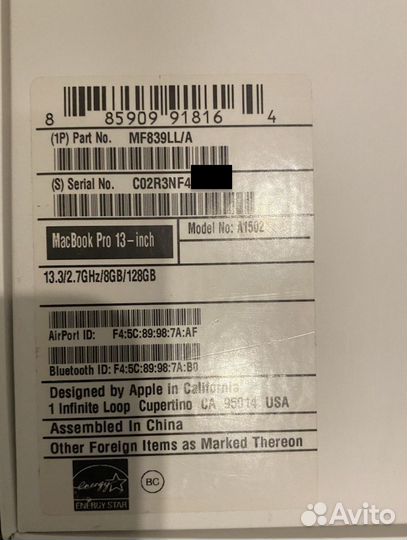 8 85909 91816 4
(1P) Part No. MF839LL/A
(S) Serial No. C02R3NF4
MacBook Pro 13-inch
Model No: A1502
13.3/2.7GHz/8GB/128GB
AirPort ID: F4:5C:89:98:7A:AF
Bluetooth ID: F4:5C:89:98:7A:B0
Designed by Apple in California
1 Infinite Loop Cupertino CA 95014 USA
Assembled In China
Other Foreign Items as Marked Thereon
energy
ENERGY STAR
BC
Avito